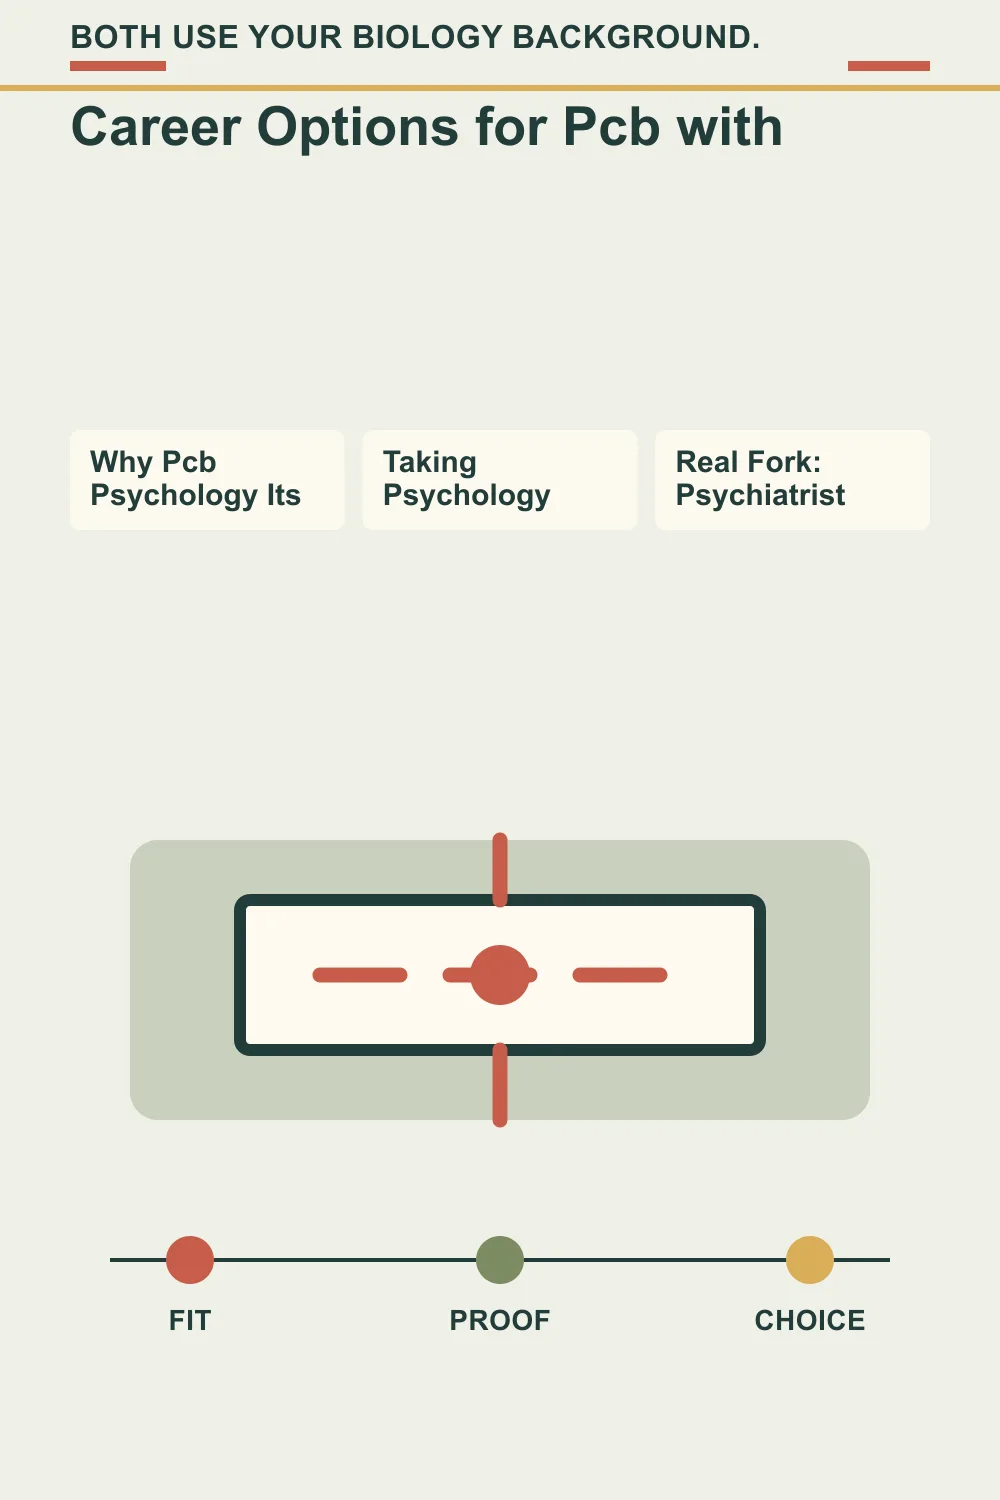 BOTH USE YOUR BIOLOGY BACKGROUND.
Career Options for Pcb with
Why Pcb
Psychology Its
Taking
Psychology
Real Fork:
Psychiatrist
FIT
PROOF
CHOICE